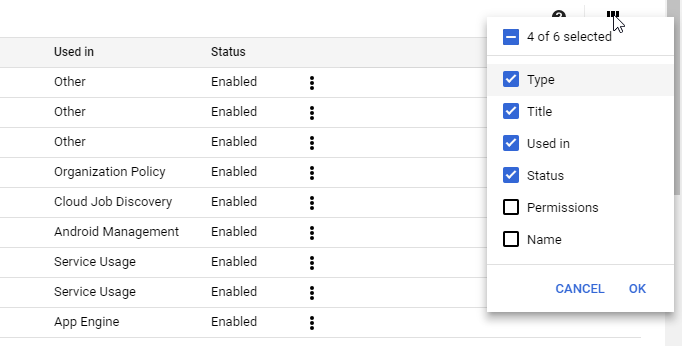 Used in Status
Other Enabled
Other Enabled
Other Enabled
Organization Policy Enabled
Cloud Job Discovery Enabled
Android Management Enabled
Service Usage Enabled
Service Usage Enabled
App Engine Enabled
4 of 6 selected
Type
Title
Used in
Status
Permissions
Name
CANCEL OK